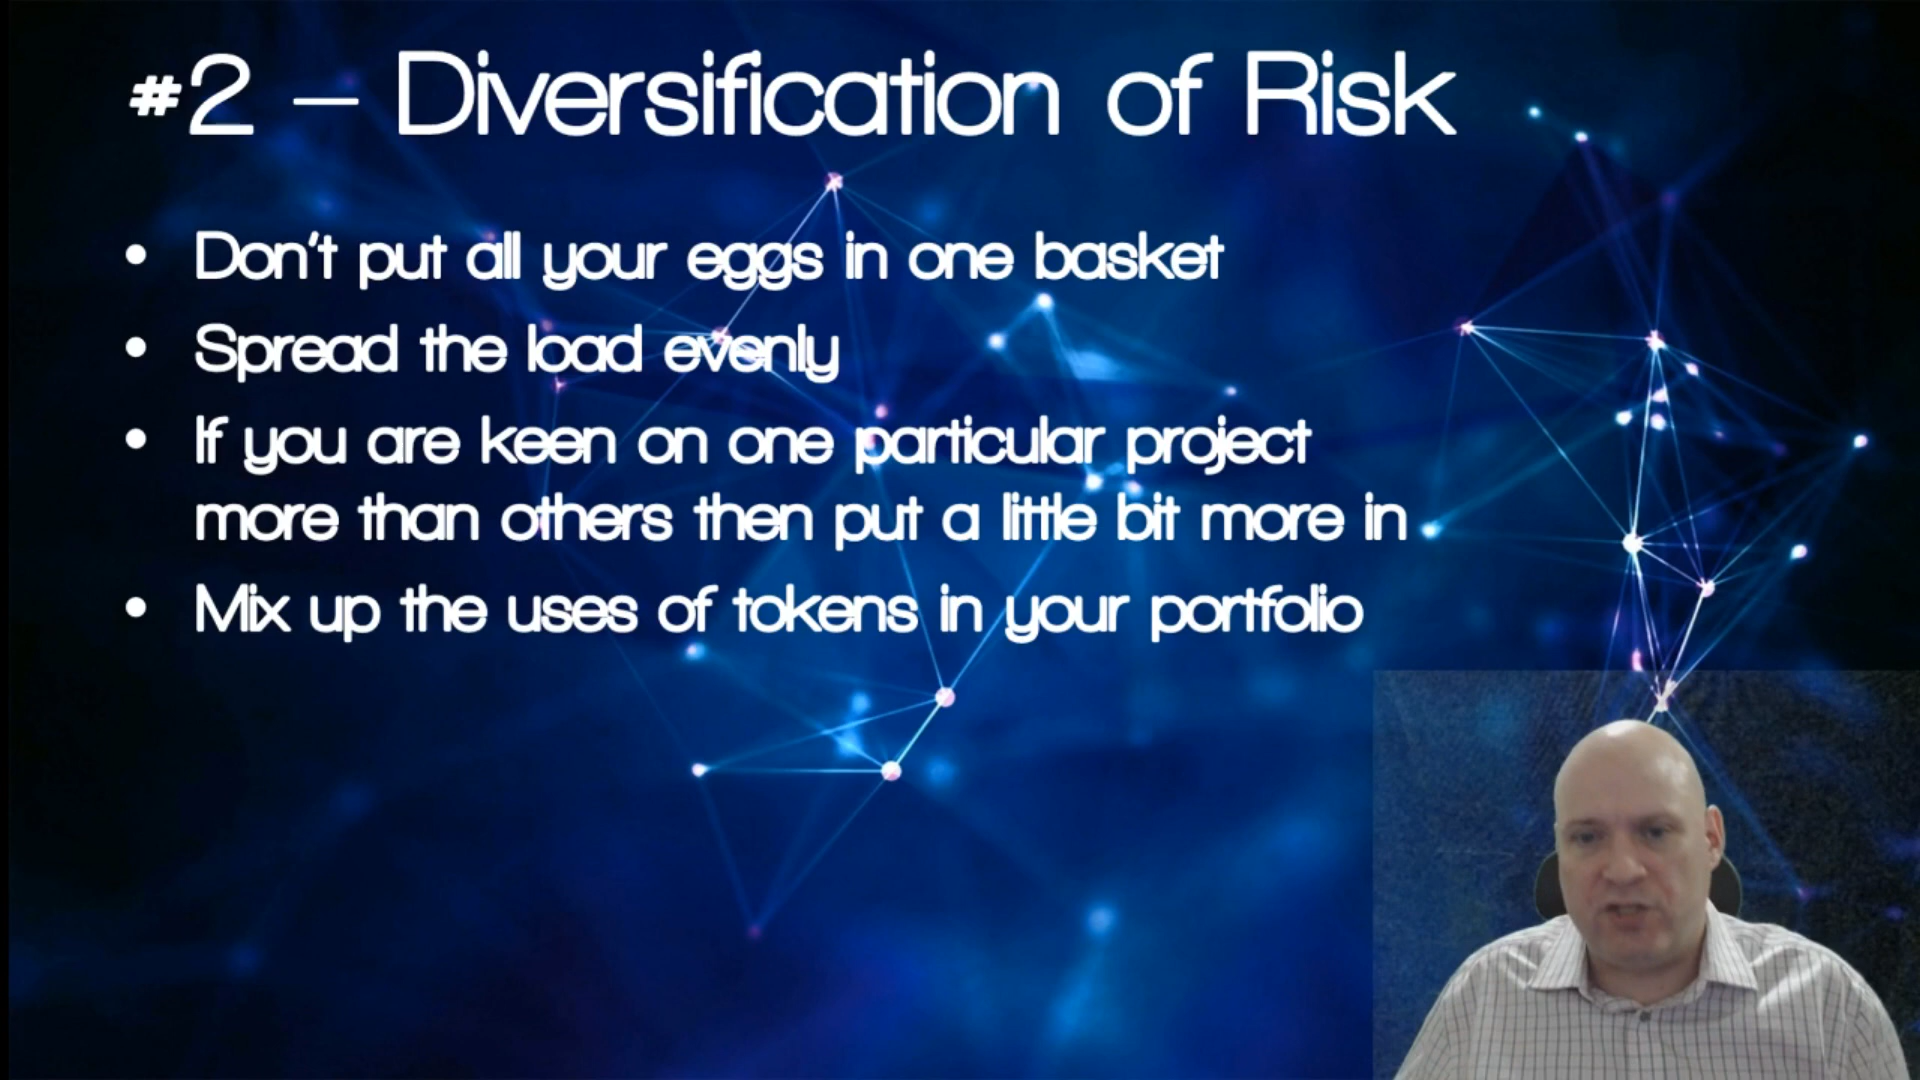 #2 – Diversification of Risk
• Don't put all your eggs in one basket
• Spread the load evenly
• If you are keen on one particular project
more than others then put a little bit more in
• Mix up the uses of tokens in your portfolio